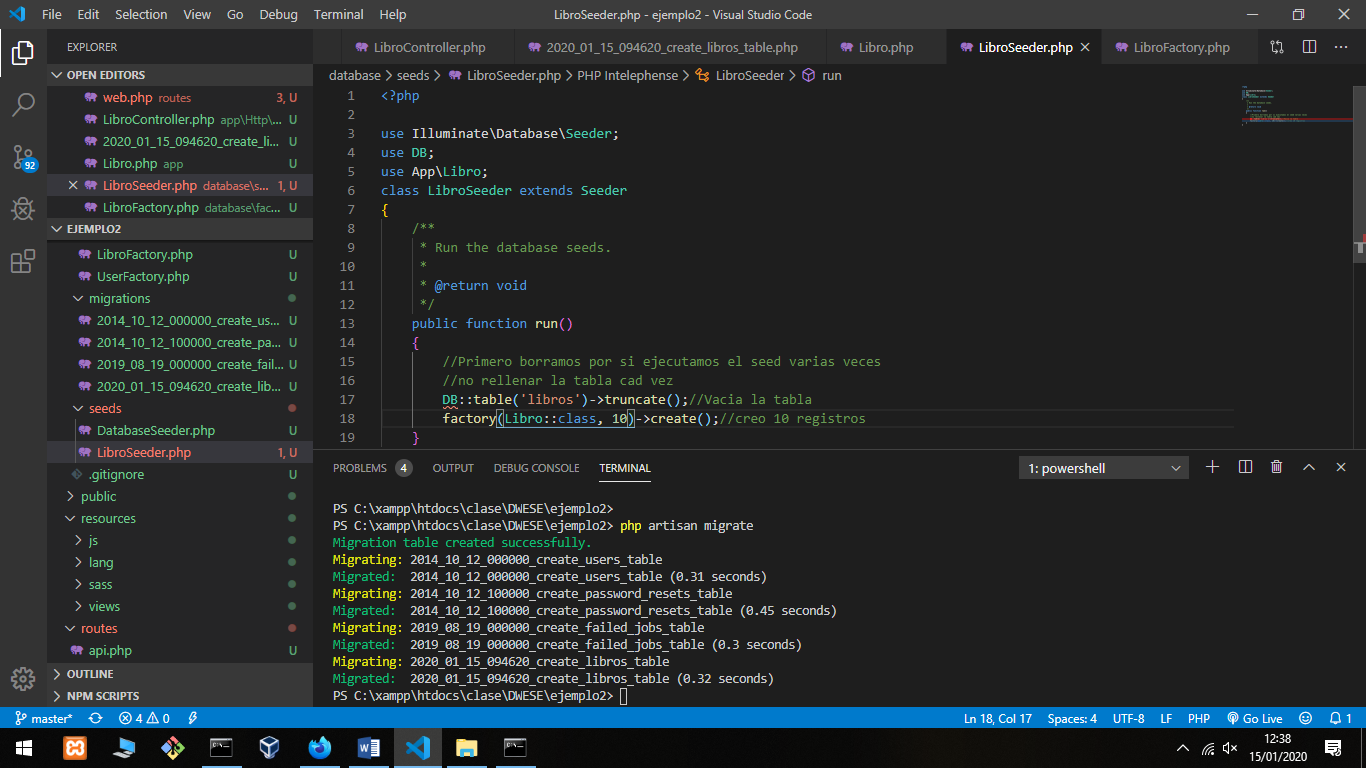 File Edit Selection View Go Debug Terminal Help LibroSeeder.php - ejemplo2 - Visual Studio Code
EXPLORER
OPEN EDITORS
web.php routes 3, U
LibroController.php app\Http\... U
2020_01_15_094620_create_li... U
Libro.php app U
LibroSeeder.php database\s... 1, U
LibroFactory.php database\fac... U
EJEMPLO2
LibroFactory.php U
UserFactory.php U
migrations
2014_10_12_000000_create_us... U
2014_10_12_100000_create_pa... U
2019_08_19_000000_create_fail... U
2020_01_15_094620_create_lib... U
seeds
DatabaseSeeder.php U
LibroSeeder.php 1, U
.gitignore U
public
resources
js
lang
sass
views
routes
api.php U
OUTLINE
NPM SCRIPTS
92
LibroController.php 2020_01_15_094620_create_libros_table.php Libro.php LibroSeeder.php LibroFactory.php
database > seeds > LibroSeeder.php > PHP Intelephense > LibroSeeder > run
1 <?php
2
3 use Illuminate\Database\Seeder;
4 use DB;
5 use App\Libro;
6 class LibroSeeder extends Seeder
7 {
8 /**
9 * Run the database seeds.
10 *
11 * @return void
12 */
13 public function run()
14 {
15 //Primero borramos por si ejecutamos el seed varias veces
16 //no rellenar la tabla cad vez
17 DB::table('libros')->truncate();//Vacia la tabla
18 factory(Libro::class, 10)->create();//creo 10 registros
19 }
PROBLEMS 4 OUTPUT DEBUG CONSOLE TERMINAL 1: powershell
PS C:\xampp\htdocs\clase\DWESE\ejemplo2>
PS C:\xampp\htdocs\clase\DWESE\ejemplo2> php artisan migrate
Migration table created successfully.
Migrating: 2014_10_12_000000_create_users_table
Migrated: 2014_10_12_000000_create_users_table (0.31 seconds)
Migrating: 2014_10_12_100000_create_password_resets_table
Migrated: 2014_10_12_100000_create_password_resets_table (0.45 seconds)
Migrating: 2019_08_19_000000_create_failed_jobs_table
Migrated: 2019_08_19_000000_create_failed_jobs_table (0.3 seconds)
Migrating: 2020_01_15_094620_create_libros_table
Migrated: 2020_01_15_094620_create_libros_table (0.32 seconds)
PS C:\xampp\htdocs\clase\DWESE\ejemplo2>
master* 4 0 Ln 18, Col 17 Spaces: 4 UTF-8 LF PHP Go Live 1
12:38
15/01/2020